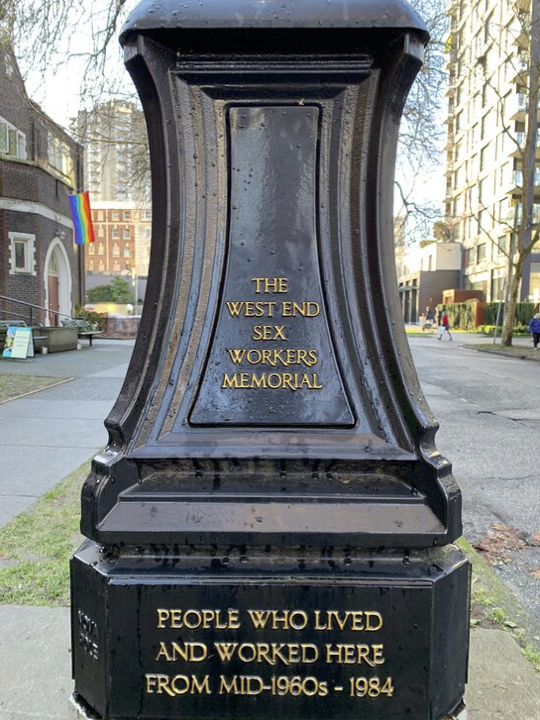 THE
WEST END
SEX
WORKERS
MEMORIAL
PEOPLE WHO LIVED
AND WORKED HERE
FROM MID-1960s - 1984